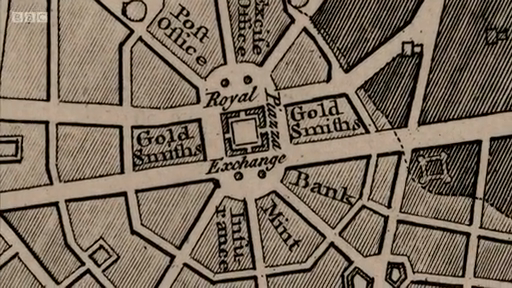 BBC
Post
Office
Excise
Office
Royal
Piazza
Gold
Smiths
Gold
Smiths
Exchange
Bank
Mint
Insu
rance